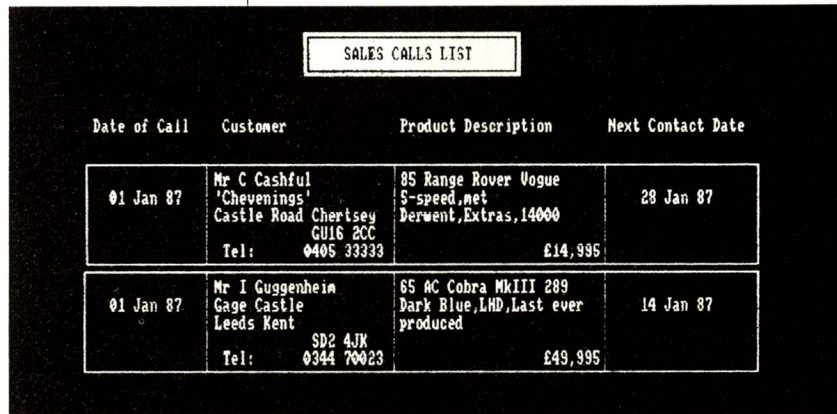 SALES CALLS LIST
Date of Call Customer Product Description Next Contact Date
01 Jan 87
Mr C Cashful
'Chevenings'
Castle Road Chertsey
GU16 2CC
Tel: 0405 33333
85 Range Rover Vogue
5-speed,met
Derwent,Extras,14000
£14,995
28 Jan 87
01 Jan 87
Mr I Guggenheim
Gage Castle
Leeds Kent
SD2 4JK
Tel: 0344 70023
65 AC Cobra MkIII 289
Dark Blue,LHD,Last ever
produced
£49,995
14 Jan 87